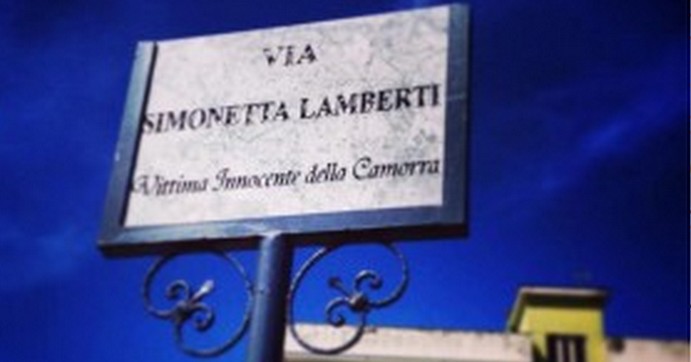 VIA
SIMONETTA LAMBERTI
Vittima Innocente della Camorra